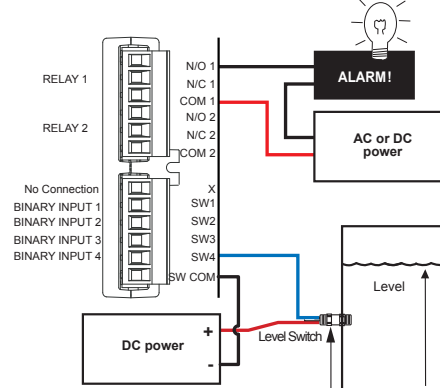 RELAY 1
RELAY 2
N/O 1
N/C 1
COM 1
N/O 2
N/C 2
COM 2
ALARM!
AC or DC
power
No Connection
BINARY INPUT 1
BINARY INPUT 2
BINARY INPUT 3
BINARY INPUT 4
X
SW1
SW2
SW3
SW4
SW COM
Level
Level Switch
DC power
+
-